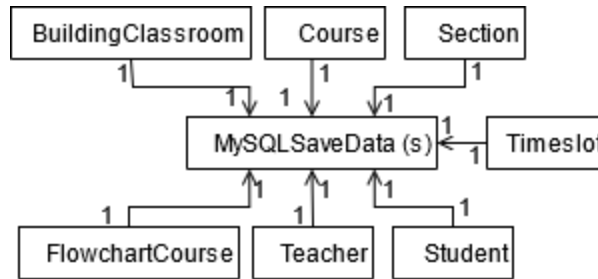 BuildingClassroom
Course
Section
1
1
1
1
1
1
MySQLSaveData (s)
1
1
Timeslot
1
1
1
1
1
1
FlowchartCourse
Teacher
Student